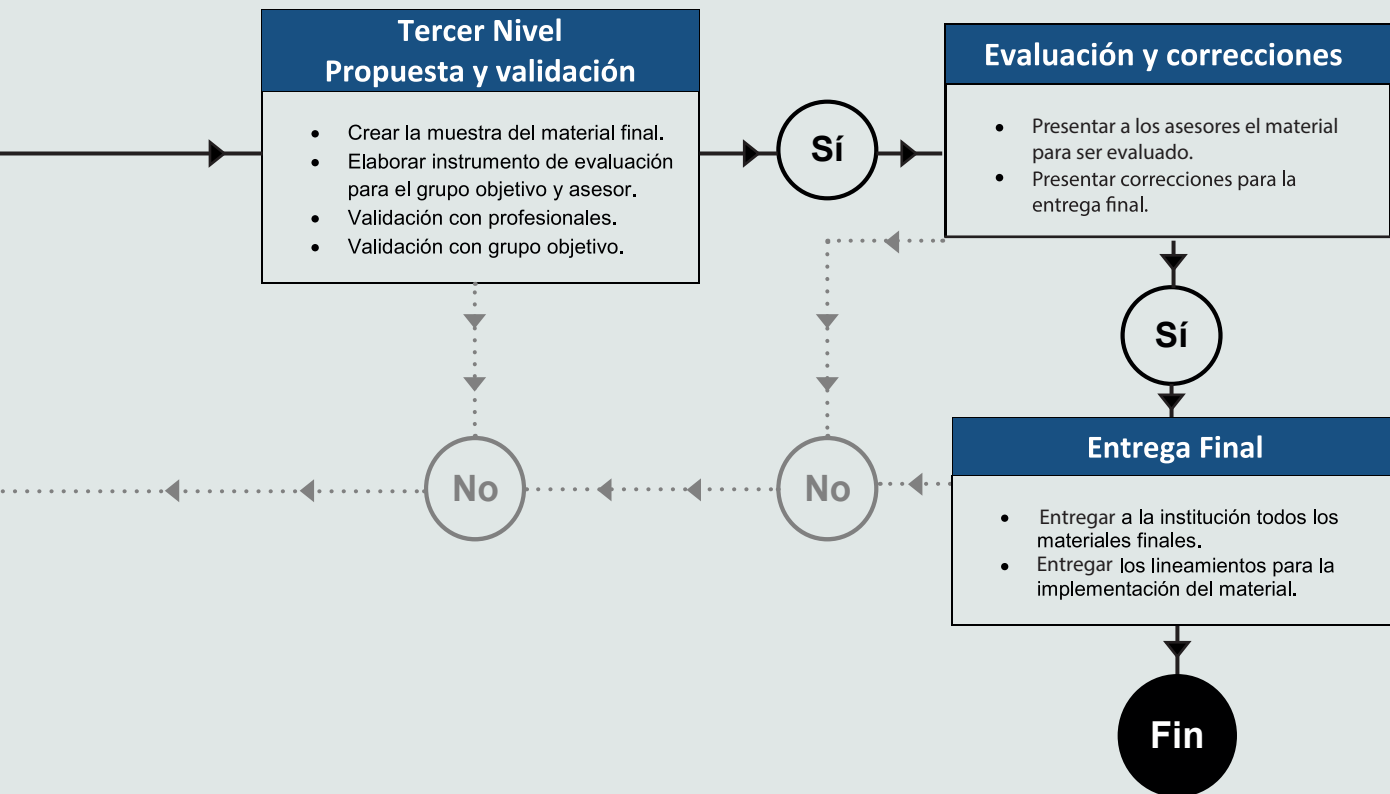 Tercer Nivel
Propuesta y validación
• Crear la muestra del material final.
• Elaborar instrumento de evaluación
para el grupo objetivo y asesor.
• Validación con profesionales.
• Validación con grupo objetivo.
Sí
Evaluación y correcciones
• Presentar a los asesores el material
para ser evaluado.
• Presentar correcciones para la
entrega final.
Sí
No
No
Entrega Final
• Entregar a la institución todos los
materiales finales.
• Entregar los lineamientos para la
implementación del material.
Fin